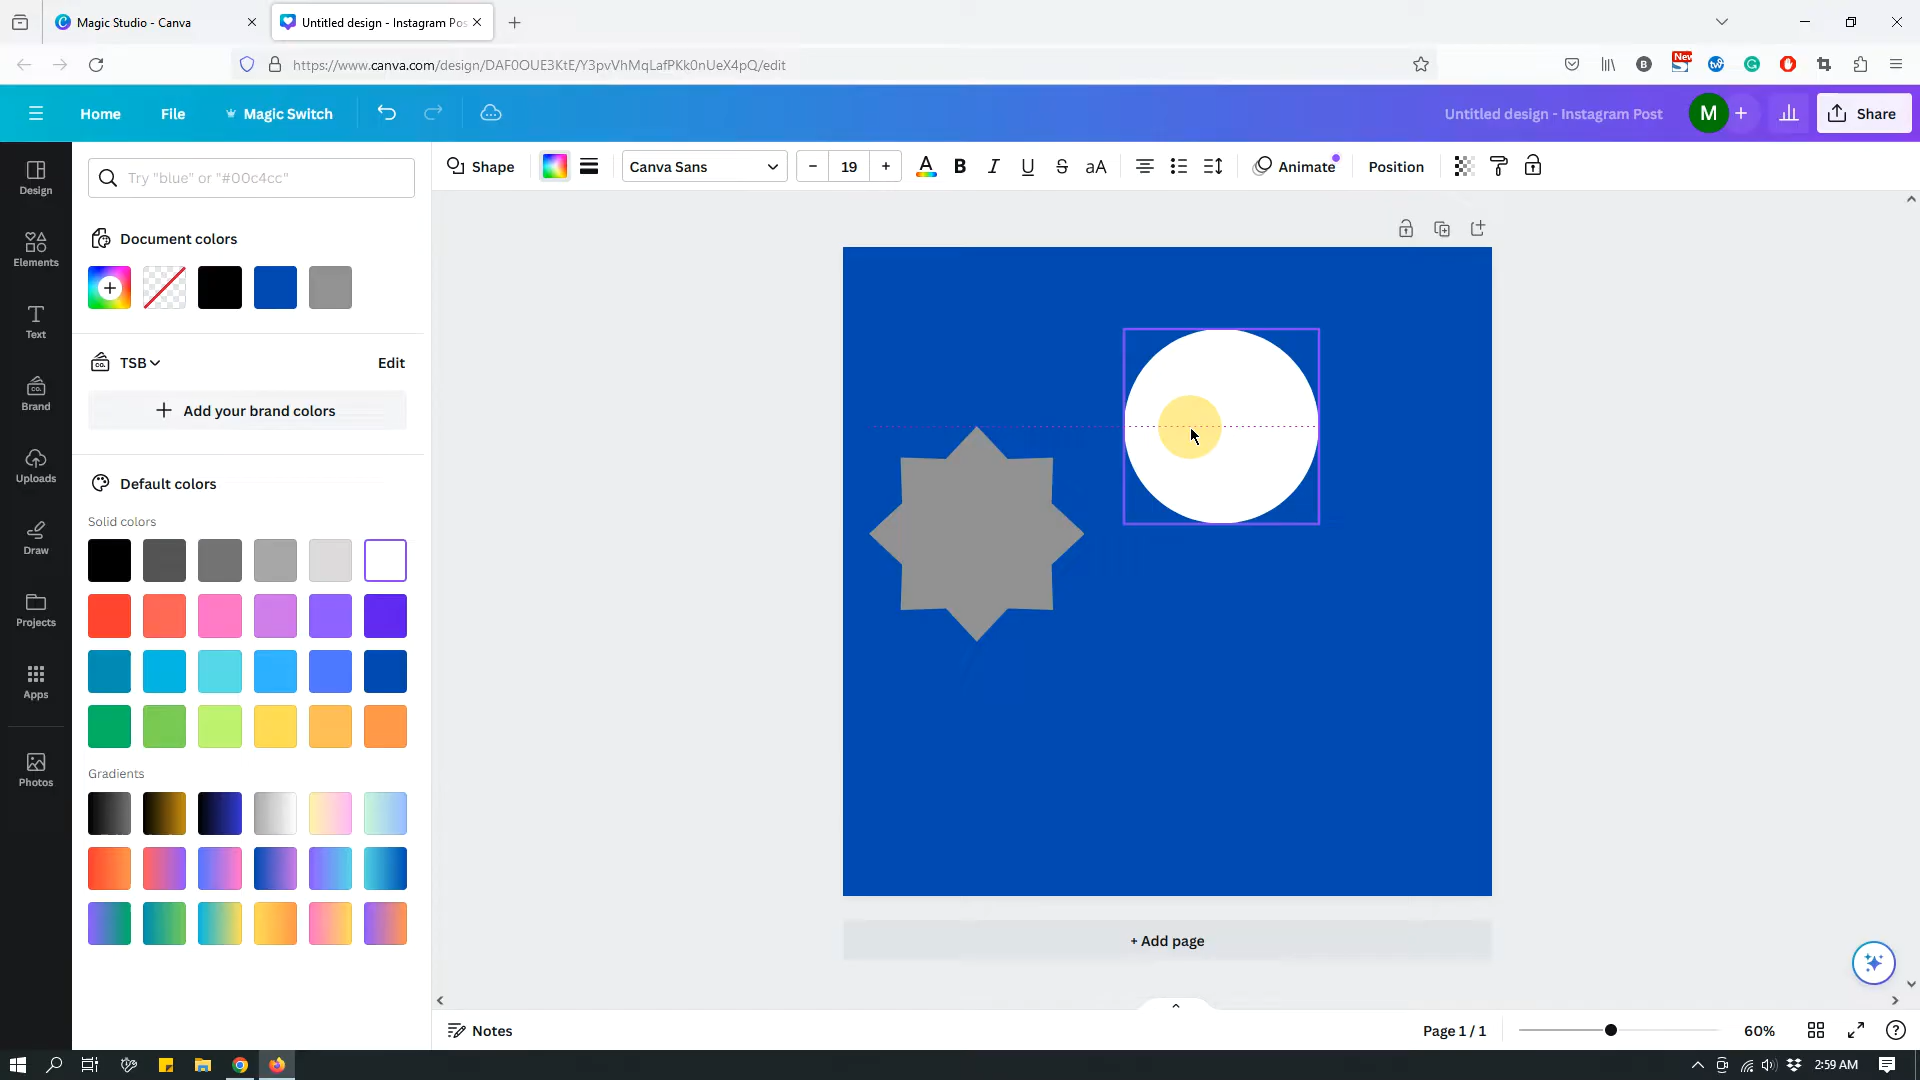 Magic Studio - Canva
Untitled design - Instagram Pos
https://www.canva.com/design/DAF0OUE3KtE/Y3pvVhMqLafPKk0nUeX4pQ/edit
B
New
Home
File
Magic Switch
Untitled design - Instagram Post
M
+
Share
Try "blue" or "#00c4cc"
Shape
Canva Sans
– 19 +
A
B
I
U
S
aA
Animate
Position
Design
Elements
Text
Brand
Uploads
Draw
Projects
Apps
Photos
Document colors
TSB
Edit
+ Add your brand colors
Default colors
Solid colors
Gradients
+ Add page
Notes
Page 1 / 1
60%
2:59 AM